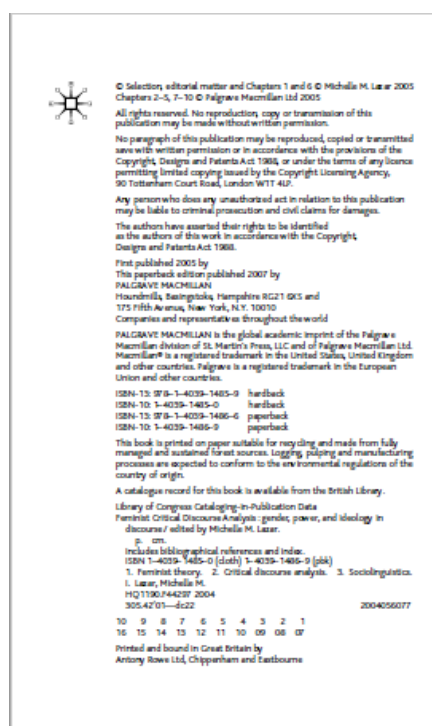 © Selection, editorial matter and Chapters 1 and 6 © Michelle M. Lazar 2005
Chapters 2–5, 7–10 © Palgrave Macmillan Ltd 2005
All rights reserved. No reproduction, copy or transmission of this
publication may be made without written permission.
No paragraph of this publication may be reproduced, copied or transmitted
save with written permission or in accordance with the provisions of the
Copyright, Designs and Patents Act 1988, or under the terms of any licence
permitting limited copying issued by the Copyright Licensing Agency,
90 Tottenham Court Road, London W1T 4LP.
Any person who does any unauthorized act in relation to this publication
may be liable to criminal prosecution and civil claims for damages.
The authors have asserted their rights to be identified
as the authors of this work in accordance with the Copyright,
Designs and Patents Act 1988.
First published 2005 by
This paperback edition published 2007 by
PALGRAVE MACMILLAN
Houndmills, Basingstoke, Hampshire RG21 6XS and
175 Fifth Avenue, New York, N.Y. 10010
Companies and representatives throughout the world
PALGRAVE MACMILLAN is the global academic imprint of the Palgrave
Macmillan division of St. Martin's Press, LLC and of Palgrave Macmillan Ltd.
Macmillan® is a registered trademark in the United States, United Kingdom
and other countries. Palgrave is a registered trademark in the European
Union and other countries.
ISBN-13: 978–1–4039–1485–9 hardback
ISBN-10: 1–4039–1485–0 hardback
ISBN-13: 978–1–4039–1486–6 paperback
ISBN-10: 1–4039–1486–9 paperback
This book is printed on paper suitable for recycling and made from fully
managed and sustained forest sources. Logging, pulping and manufacturing
processes are expected to conform to the environmental regulations of the
country of origin.
A catalogue record for this book is available from the British Library.
Library of Congress Cataloging-in-Publication Data
Feminist Critical Discourse Analysis : gender, power, and ideology in
discourse / edited by Michelle M. Lazar.
p. cm.
Includes bibliographical references and index.
ISBN 1–4039–1485–0 (cloth) 1–4039–1486–9 (pbk)
1. Feminist theory. 2. Critical discourse analysis. 3. Sociolinguistics.
I. Lazar, Michelle M.
HQ1190.F44297 2004
305.42'01—dc22 2004056077
10 9 8 7 6 5 4 3 2 1
16 15 14 13 12 11 10 09 08 07
Printed and bound in Great Britain by
Antony Rowe Ltd, Chippenham and Eastbourne